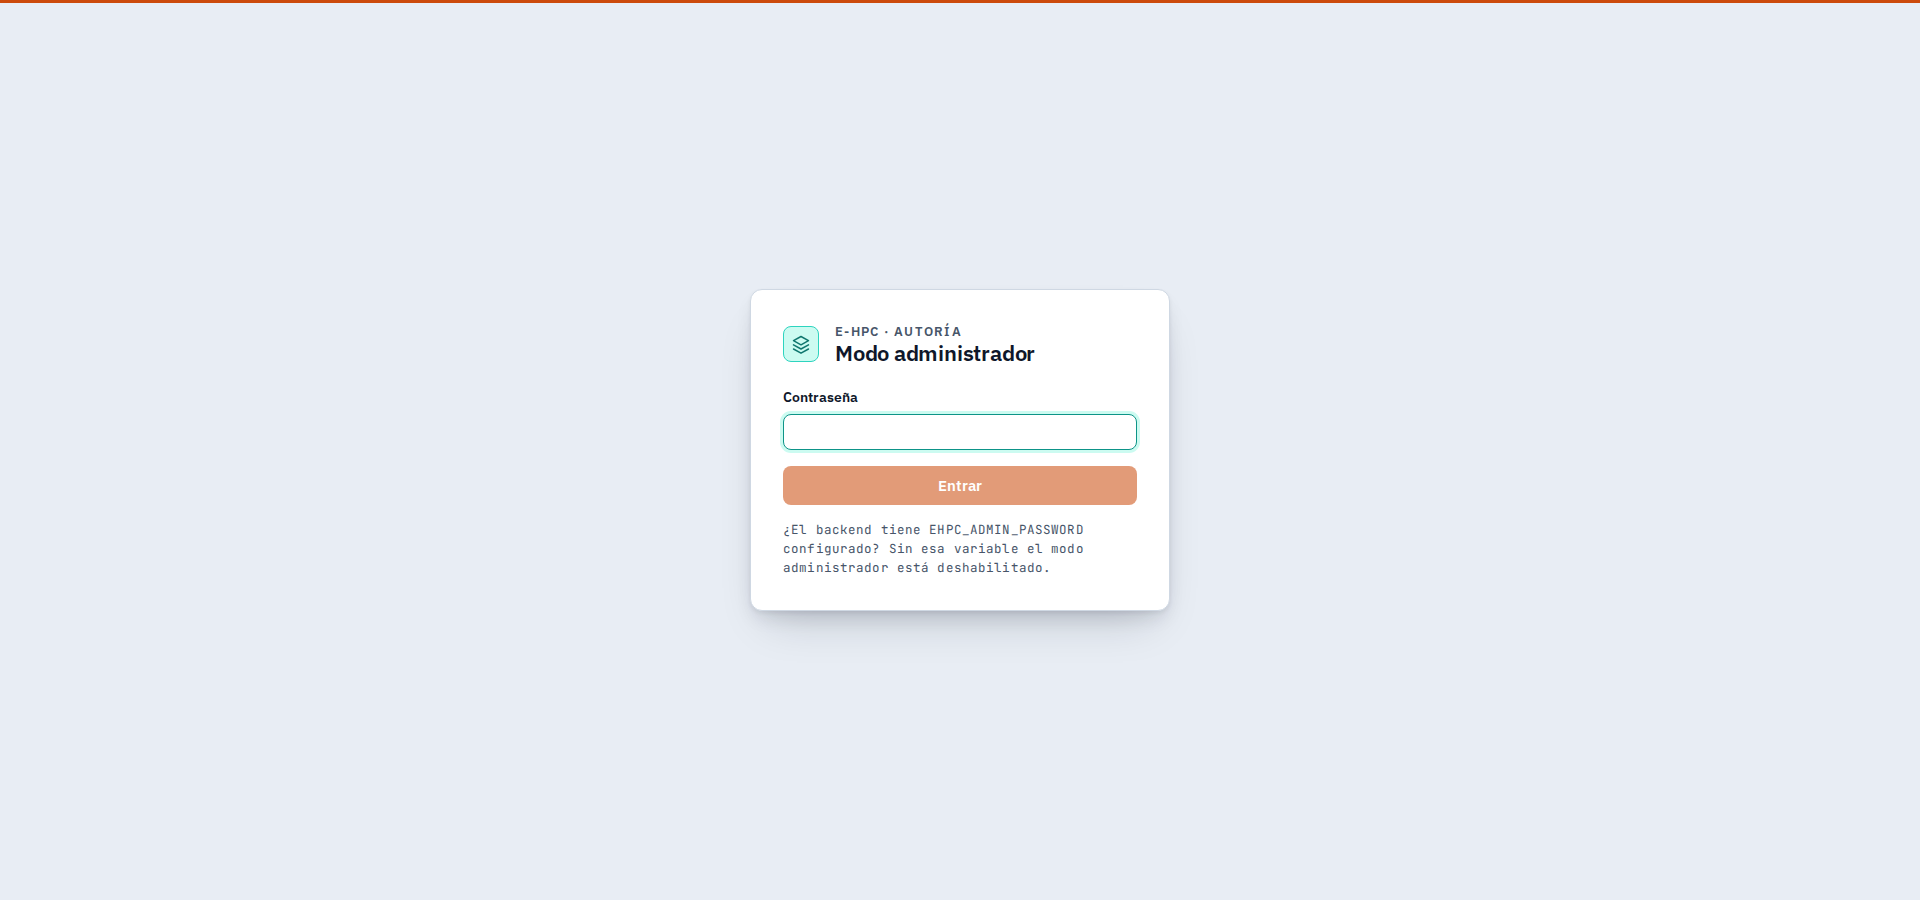 E-HPC · AUTORÍA
Modo administrador
Contraseña
Entrar
¿El backend tiene EHPC_ADMIN_PASSWORD
configurado? Sin esa variable el modo
administrador está deshabilitado.